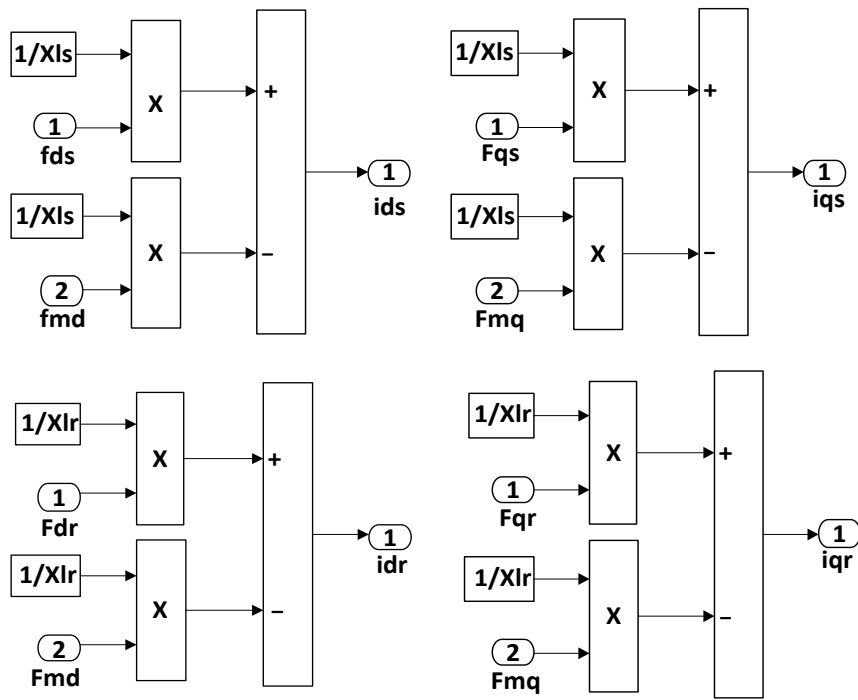 1/Xls
X
+
1
fds
1
ids
1/Xls
X
−
2
fmd
1/Xls
X
+
1
Fqs
1
iqs
1/Xls
X
−
2
Fmq
1/Xlr
X
+
1
Fdr
1
idr
1/Xlr
X
−
2
Fmd
1/Xlr
X
+
1
Fqr
1
iqr
1/Xlr
X
−
2
Fmq